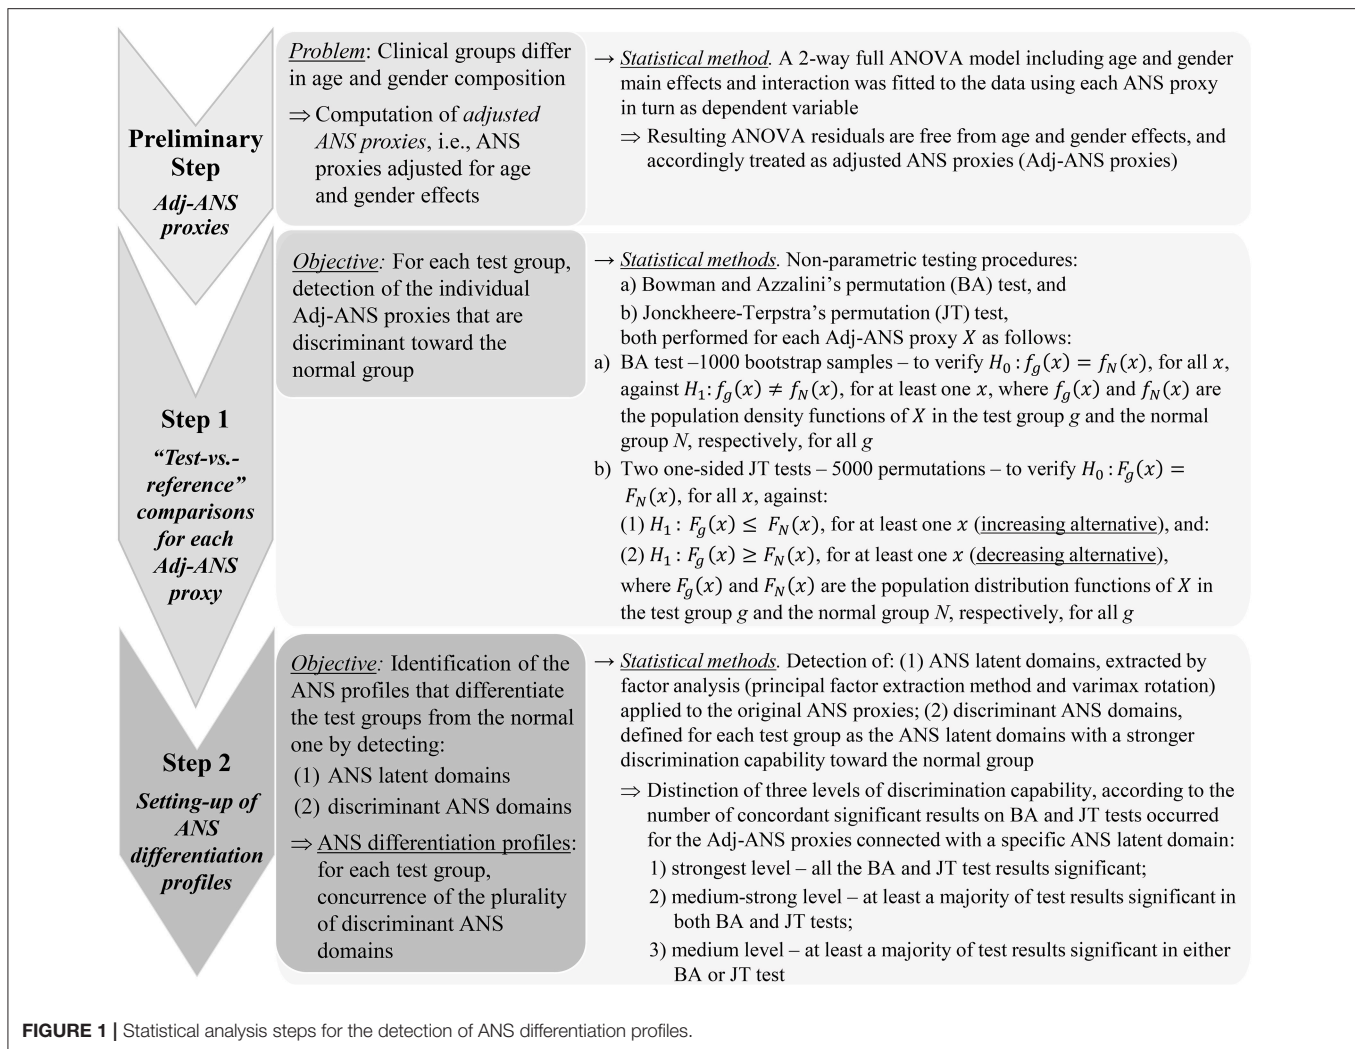 Preliminary
Step
Adj-ANS
proxies
Problem: Clinical groups differ
in age and gender composition
⇒ Computation of adjusted
ANS proxies, i.e., ANS
proxies adjusted for age
and gender effects
→ Statistical method. A 2-way full ANOVA model including age and gender
main effects and interaction was fitted to the data using each ANS proxy
in turn as dependent variable
⇒ Resulting ANOVA residuals are free from age and gender effects, and
accordingly treated as adjusted ANS proxies (Adj-ANS proxies)
Step 1
“Test-vs.-
reference”
comparisons
for each
Adj-ANS
proxy
Objective: For each test group,
detection of the individual
Adj-ANS proxies that are
discriminant toward the
normal group
→ Statistical methods. Non-parametric testing procedures:
a) Bowman and Azzalini’s permutation (BA) test, and
b) Jonckheere-Terpstra’s permutation (JT) test,
both performed for each Adj-ANS proxy X as follows:
a) BA test –1000 bootstrap samples – to verify H₀ : f_g(x) = f_N(x), for all x,
against H₁: f_g(x) ≠ f_N(x), for at least one x, where f_g(x) and f_N(x) are
the population density functions of X in the test group g and the normal
group N, respectively, for all g
b) Two one-sided JT tests – 5000 permutations – to verify H₀ : F_g(x) =
F_N(x), for all x, against:
(1) H₁ : F_g(x) ≤ F_N(x), for at least one x (increasing alternative), and:
(2) H₁ : F_g(x) ≥ F_N(x), for at least one x (decreasing alternative),
where F_g(x) and F_N(x) are the population distribution functions of X in
the test group g and the normal group N, respectively, for all g
Step 2
Setting-up of
ANS
differentiation
profiles
Objective: Identification of the
ANS profiles that differentiate
the test groups from the normal
one by detecting:
(1) ANS latent domains
(2) discriminant ANS domains
⇒ ANS differentiation profiles:
for each test group,
concurrence of the plurality
of discriminant ANS
domains
→ Statistical methods. Detection of: (1) ANS latent domains, extracted by
factor analysis (principal factor extraction method and varimax rotation)
applied to the original ANS proxies; (2) discriminant ANS domains,
defined for each test group as the ANS latent domains with a stronger
discrimination capability toward the normal group
⇒ Distinction of three levels of discrimination capability, according to the
number of concordant significant results on BA and JT tests occurred
for the Adj-ANS proxies connected with a specific ANS latent domain:
1) strongest level – all the BA and JT test results significant;
2) medium-strong level – at least a majority of test results significant in
both BA and JT tests;
3) medium level – at least a majority of test results significant in either
BA or JT test
FIGURE 1 | Statistical analysis steps for the detection of ANS differentiation profiles.